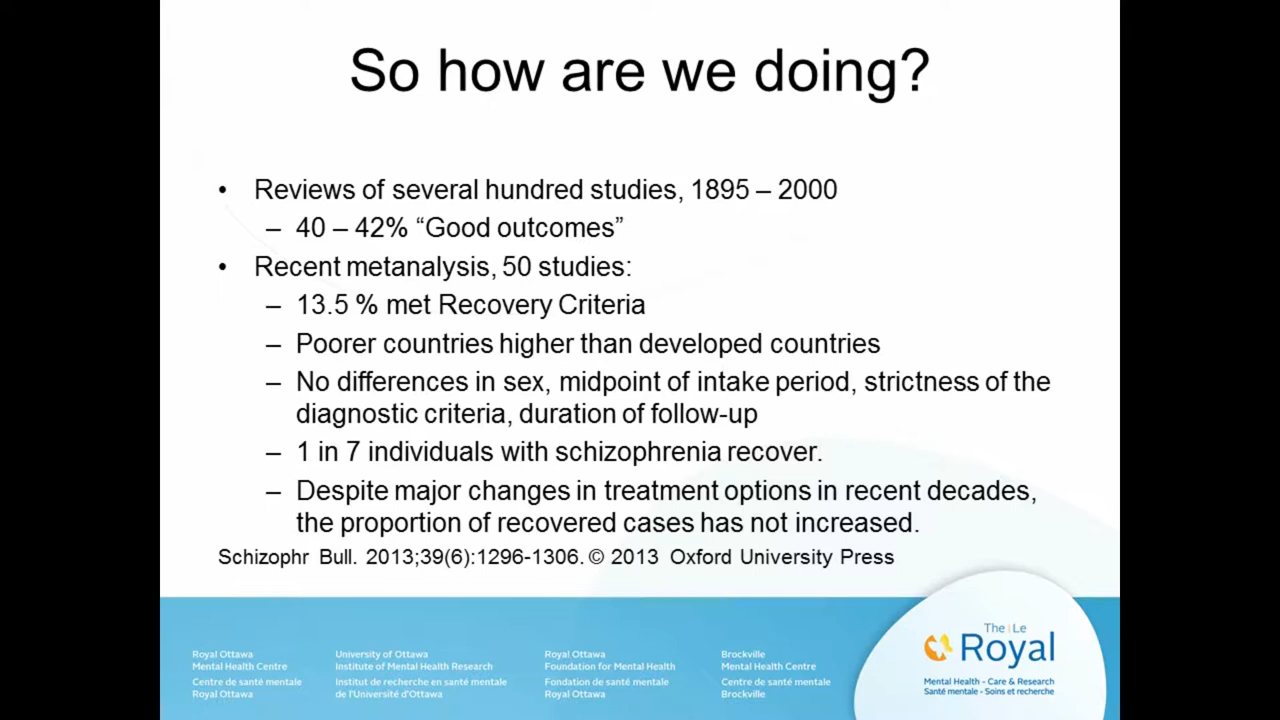 So how are we doing?
• Reviews of several hundred studies, 1895 – 2000
– 40 – 42% “Good outcomes”
• Recent metanalysis, 50 studies:
– 13.5 % met Recovery Criteria
– Poorer countries higher than developed countries
– No differences in sex, midpoint of intake period, strictness of the
diagnostic criteria, duration of follow-up
– 1 in 7 individuals with schizophrenia recover.
– Despite major changes in treatment options in recent decades,
the proportion of recovered cases has not increased.
Schizophr Bull. 2013;39(6):1296-1306. © 2013 Oxford University Press
Royal Ottawa
Mental Health Centre
Centre de santé mentale
Royal Ottawa
University of Ottawa
Institute of Mental Health Research
Institut de recherche en santé mentale
de l'Université d'Ottawa
Royal Ottawa
Foundation for Mental Health
Fondation de santé mentale
Royal Ottawa
Brockville
Mental Health Centre
Centre de santé mentale
Brockville
The | Le
Royal
Mental Health - Care & Research
Santé mentale - Soins et recherche